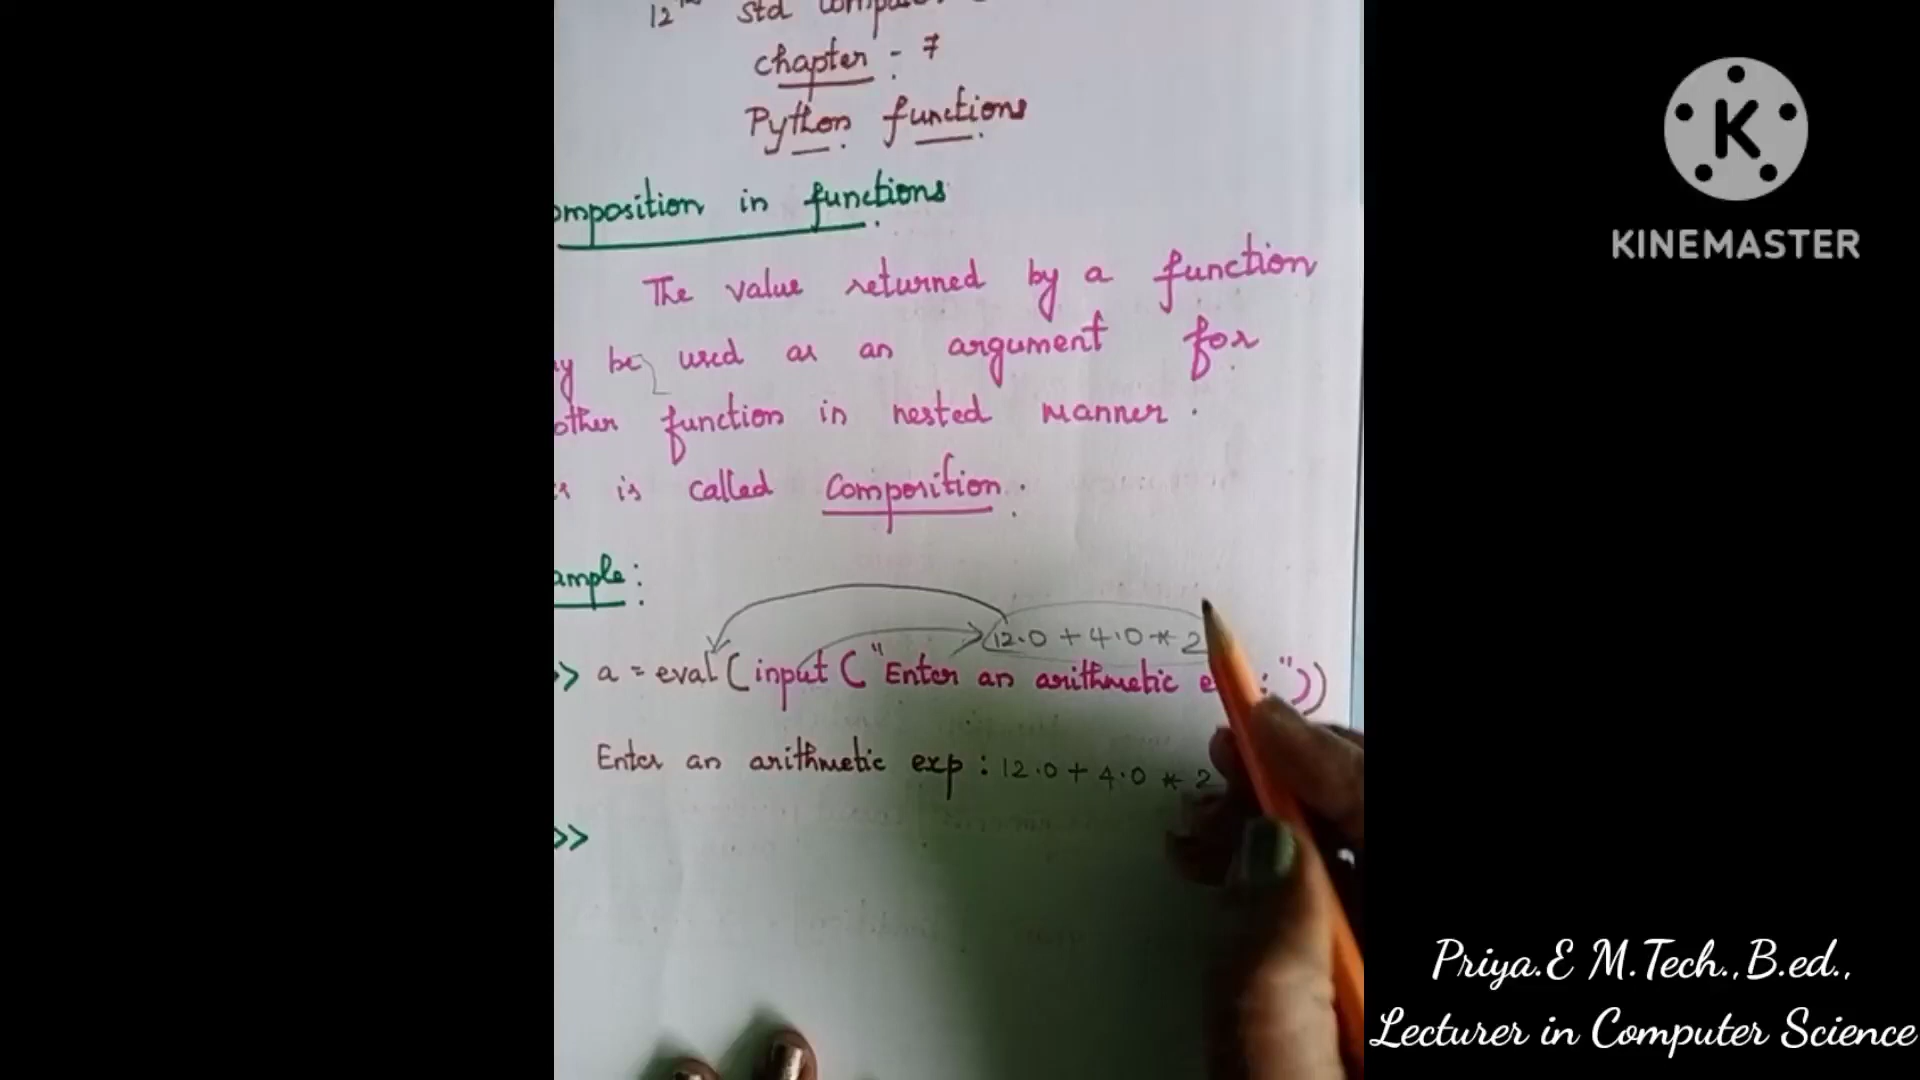 12th std Compu
chapter : 7
Python functions
omposition in functions
The value returned by a function
y be used as an argument for
other function in nested manner.
is called Composition.
ample:
12.0 + 4.0 * 2
>> a = eval ( input ( "Enter an arithmetic e : "))
Enter an arithmetic exp : 12.0 + 4.0 * 2
>>
K
KINEMASTER
Priya.E M.Tech.,B.ed.,
Lecturer in Computer Science